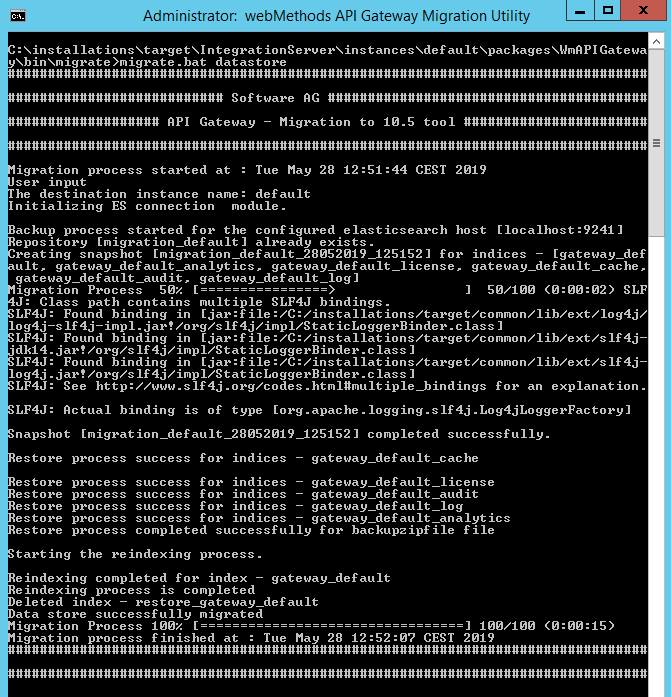 Administrator: webMethods API Gateway Migration Utility
C:\installations\target\IntegrationServer\instances\default\packages\WmAPIGatewa
y\bin\migrate>migrate.bat datastore
################################################################################
########################### Software AG ########################################
################### API Gateway - Migration to 10.5 tool #######################
################################################################################
Migration process started at : Tue May 28 12:51:44 CEST 2019
User input
The destination instance name: default
Initializing ES connection  module.
Backup process started for the configured elasticsearch host [localhost:9241]
Repository [migration_default] already exists.
Creating snapshot [migration_default_28052019_125152] for indices - [gateway_def
ault, gateway_default_analytics, gateway_default_license, gateway_default_cache,
 gateway_default_audit, gateway_default_log]
Migration Process  50% [================>                ]  50/100 (0:00:02) SLF
4J: Class path contains multiple SLF4J bindings.
SLF4J: Found binding in [jar:file:/C:/installations/target/common/lib/ext/log4j/
log4j-slf4j-impl.jar!/org/slf4j/impl/StaticLoggerBinder.class]
SLF4J: Found binding in [jar:file:/C:/installations/target/common/lib/ext/slf4j-
jdk14.jar!/org/slf4j/impl/StaticLoggerBinder.class]
SLF4J: Found binding in [jar:file:/C:/installations/target/common/lib/ext/slf4j-
log4j.jar!/org/slf4j/impl/StaticLoggerBinder.class]
SLF4J: See http://www.slf4j.org/codes.html#multiple_bindings for an explanation.
SLF4J: Actual binding is of type [org.apache.logging.slf4j.Log4jLoggerFactory]
Snapshot [migration_default_28052019_125152] completed successfully.
Restore process success for indices - gateway_default_cache
Restore process success for indices - gateway_default_license
Restore process success for indices - gateway_default_audit
Restore process success for indices - gateway_default_log
Restore process success for indices - gateway_default_analytics
Restore process completed successfully for backupzipfile file
Starting the reindexing process.
Reindexing completed for index - gateway_default
Reindexing process is completed
Deleted index - restore_gateway_default
Data store successfully migrated
Migration Process 100% [=================================] 100/100 (0:00:15)
Migration process finished at : Tue May 28 12:52:07 CEST 2019
################################################################################
################################################################################